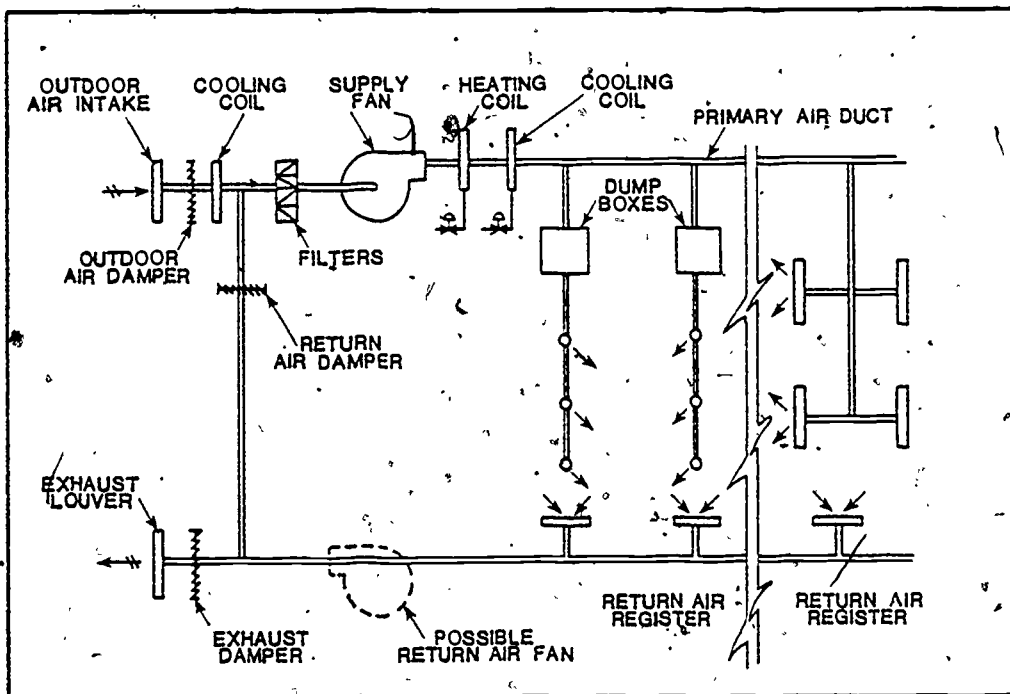 OUTDOOR
AIR INTAKE
COOLING
COIL
SUPPLY
FAN
HEATING
COIL
COOLING
COIL
PRIMARY AIR DUCT
DUMP
BOXES
OUTDOOR
AIR DAMPER
FILTERS
RETURN
AIR DAMPER
EXHAUST
LOUVER
EXHAUST
DAMPER
POSSIBLE
RETURN AIR FAN
RETURN AIR
REGISTER
RETURN AIR
REGISTER